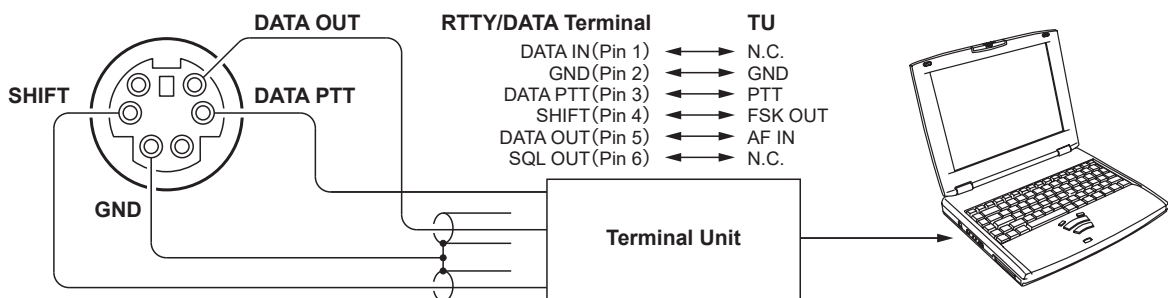 DATA OUT
SHIFT
DATA PTT
GND
RTTY/DATA Terminal TU
DATA IN(Pin 1) N.C.
GND(Pin 2) GND
DATA PTT(Pin 3) PTT
SHIFT(Pin 4) FSK OUT
DATA OUT(Pin 5) AF IN
SQL OUT(Pin 6) N.C.
Terminal Unit